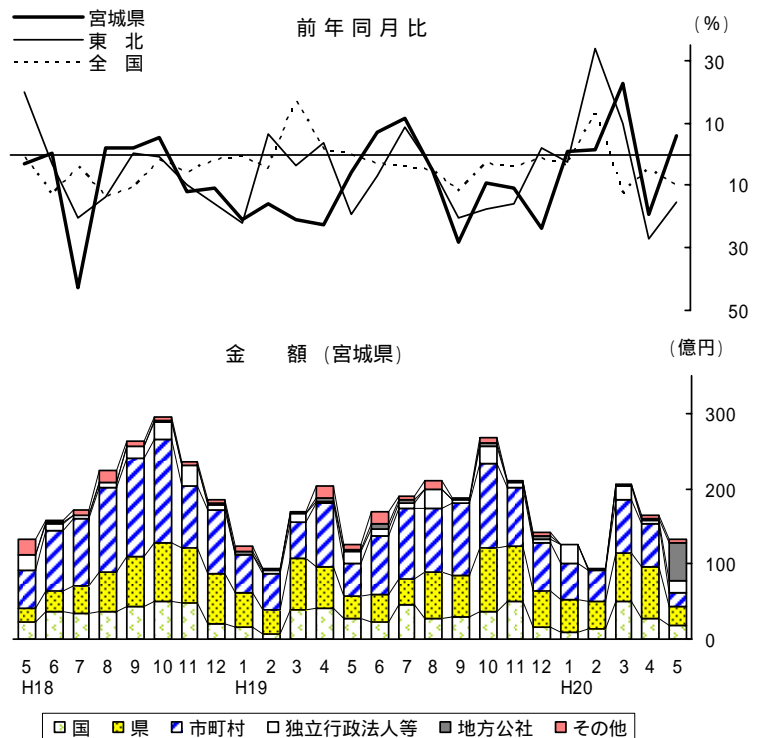 宮城県
東 北
全 国
前年同月比
(%)
30
10
10
30
50
金 額 (宮城県)
(億円)
300
200
100
0
5 6 7 8 9 10 11 12 1 2 3 4 5 6 7 8 9 10 11 12 1 2 3 4 5
H18 H19 H20
国 県 市町村 独立行政法人等 地方公社 その他